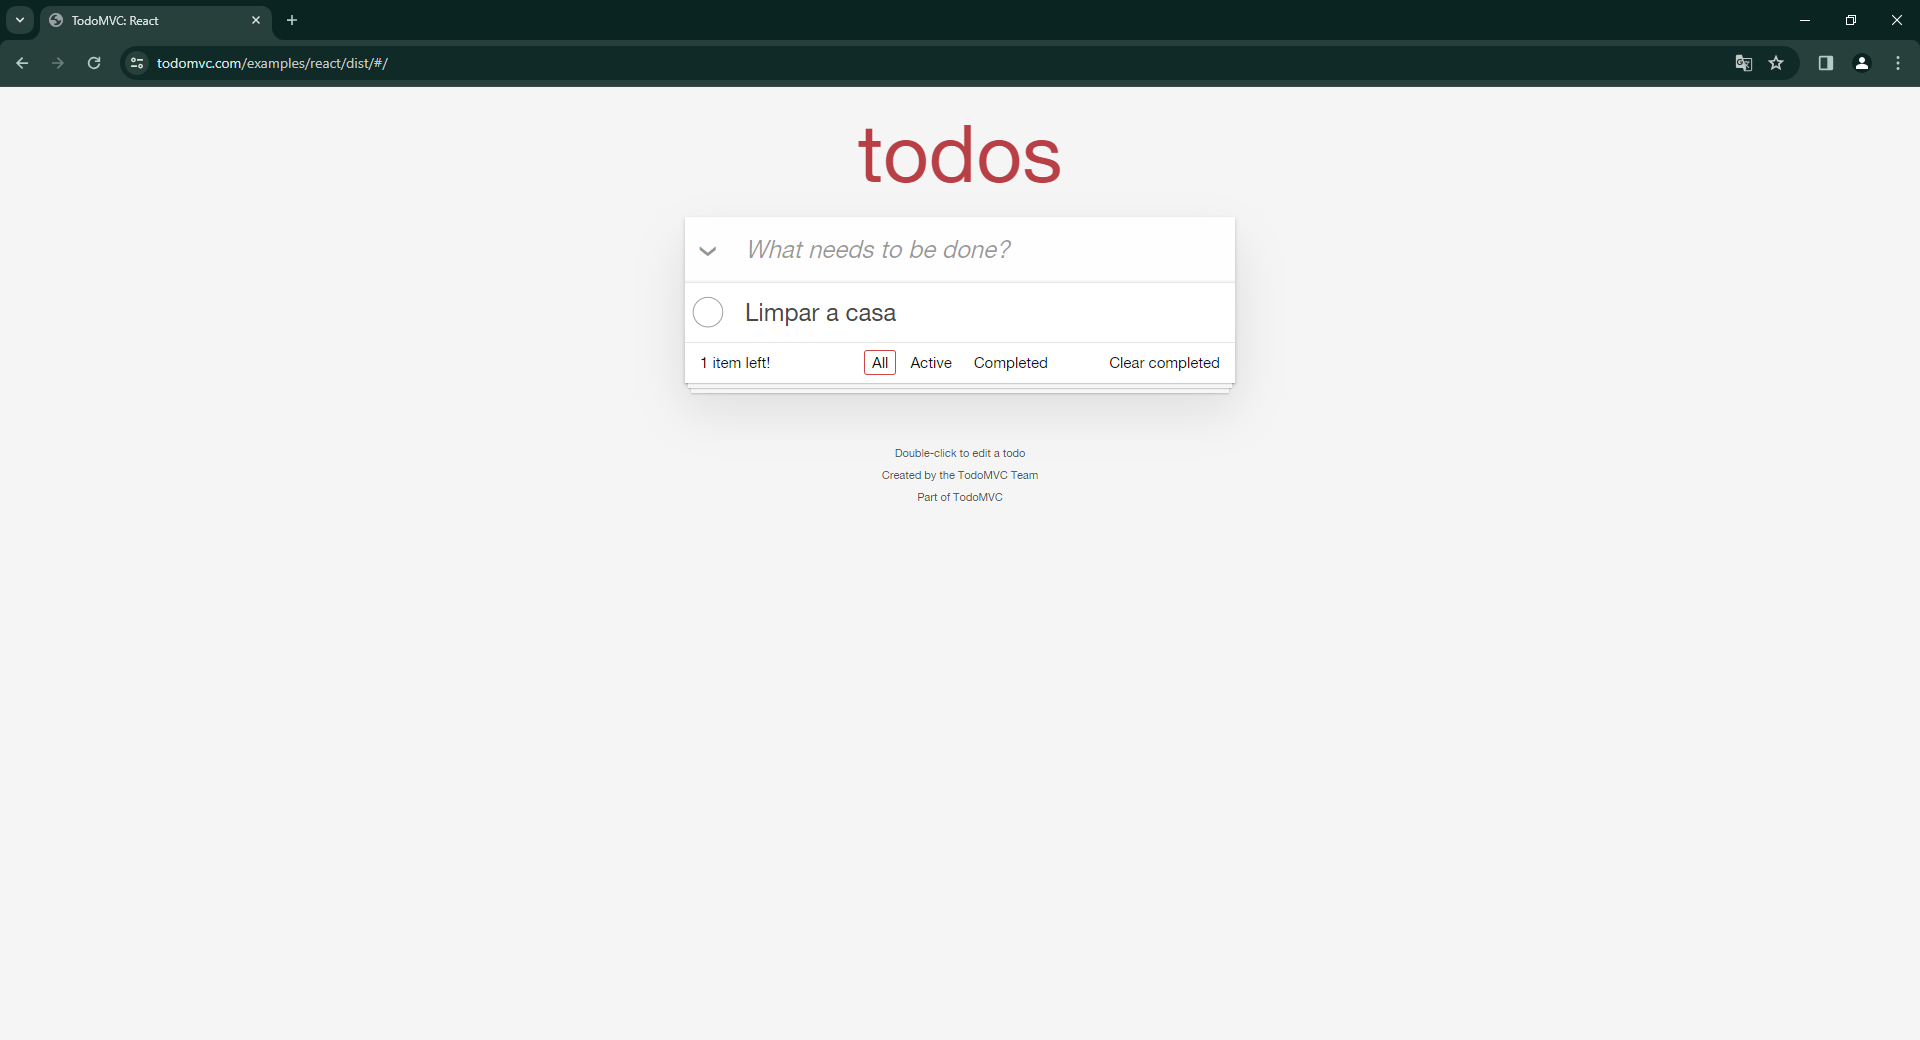 TodoMVC: React
todomvc.com/examples/react/dist/#/
todos
What needs to be done?
Limpar a casa
1 item left!
All Active Completed
Clear completed
Double-click to edit a todo
Created by the TodoMVC Team
Part of TodoMVC